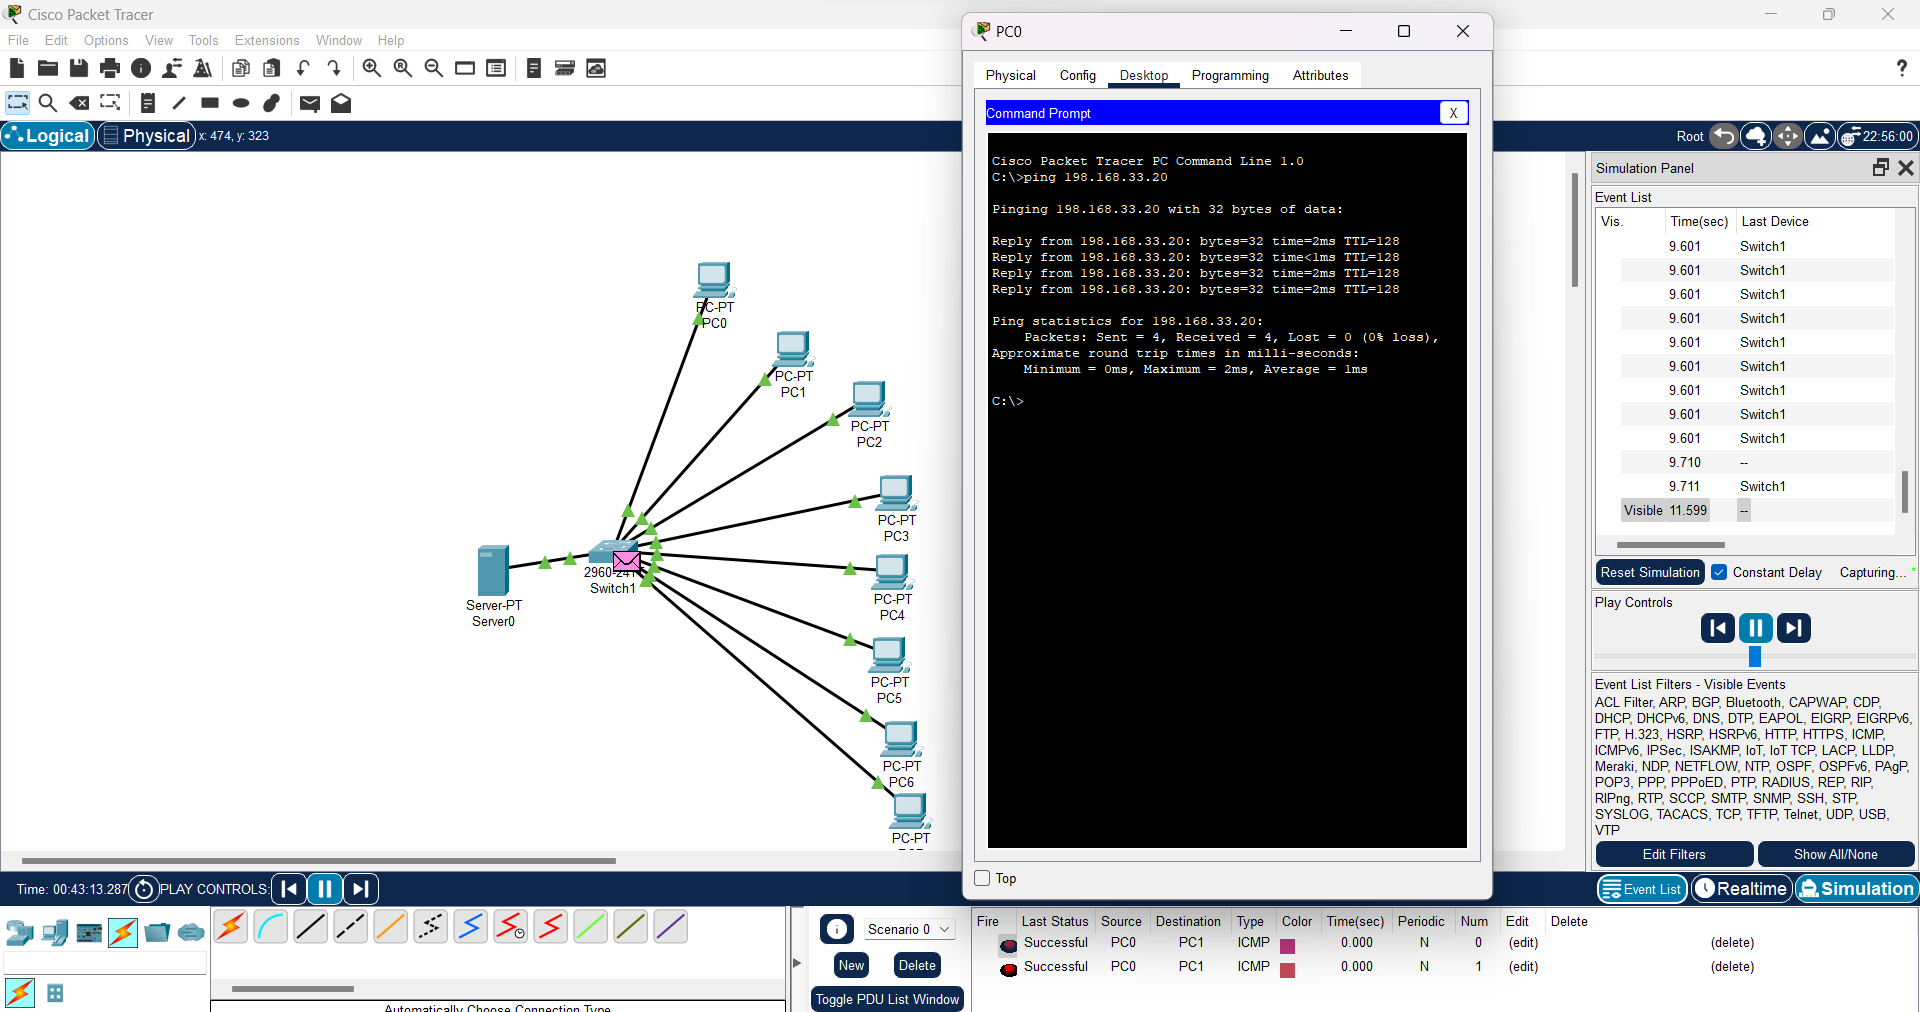 Cisco Packet Tracer
File Edit Options View Tools Extensions Window Help
Logical Physical x: 474, y: 323
Root 22:56:00
PC-PT
PC0
PC-PT
PC1
PC-PT
PC2
PC-PT
PC3
PC-PT
PC4
PC-PT
PC5
PC-PT
PC6
PC-PT
Server-PT
Server0
Switch1
PC0
Physical Config Desktop Programming Attributes
Command Prompt X
Cisco Packet Tracer PC Command Line 1.0
C:\>ping 198.168.33.20
Pinging 198.168.33.20 with 32 bytes of data:
Reply from 198.168.33.20: bytes=32 time=2ms TTL=128
Reply from 198.168.33.20: bytes=32 time<1ms TTL=128
Reply from 198.168.33.20: bytes=32 time=2ms TTL=128
Reply from 198.168.33.20: bytes=32 time=2ms TTL=128
Ping statistics for 198.168.33.20:
Packets: Sent = 4, Received = 4, Lost = 0 (0% loss),
Approximate round trip times in milli-seconds:
Minimum = 0ms, Maximum = 2ms, Average = 1ms
C:\>
Top
Simulation Panel
Event List
Vis. Time(sec) Last Device
9.601 Switch1
9.601 Switch1
9.601 Switch1
9.601 Switch1
9.601 Switch1
9.601 Switch1
9.601 Switch1
9.601 Switch1
9.601 Switch1
9.710 --
9.711 Switch1
Visible 11.599 --
Reset Simulation Constant Delay Capturing...
Play Controls
Event List Filters - Visible Events
ACL Filter, ARP, BGP, Bluetooth, CAPWAP, CDP,
DHCP, DHCPv6, DNS, DTP, EAPOL, EIGRP, EIGRPv6,
FTP, H.323, HSRP, HSRPv6, HTTP, HTTPS, ICMP,
ICMPv6, IPSec, ISAKMP, IoT, IoT TCP, LACP, LLDP,
Meraki, NDP, NETFLOW, NTP, OSPF, OSPFv6, PAgP,
POP3, PPP, PPPoED, PTP, RADIUS, REP, RIP,
RIPng, RTP, SCCP, SMTP, SNMP, SSH, STP,
SYSLOG, TACACS, TCP, TFTP, Telnet, UDP, USB,
VTP
Edit Filters Show All/None
Time: 00:43:13.287 PLAY CONTROLS:
Event List Realtime Simulation
Automatically Choose Connection Type
Scenario 0
New Delete
Toggle PDU List Window
Fire Last Status Source Destination Type Color Time(sec) Periodic Num Edit Delete
Successful PC0 PC1 ICMP 0.000 N 0 (edit) (delete)
Successful PC0 PC1 ICMP 0.000 N 1 (edit) (delete)